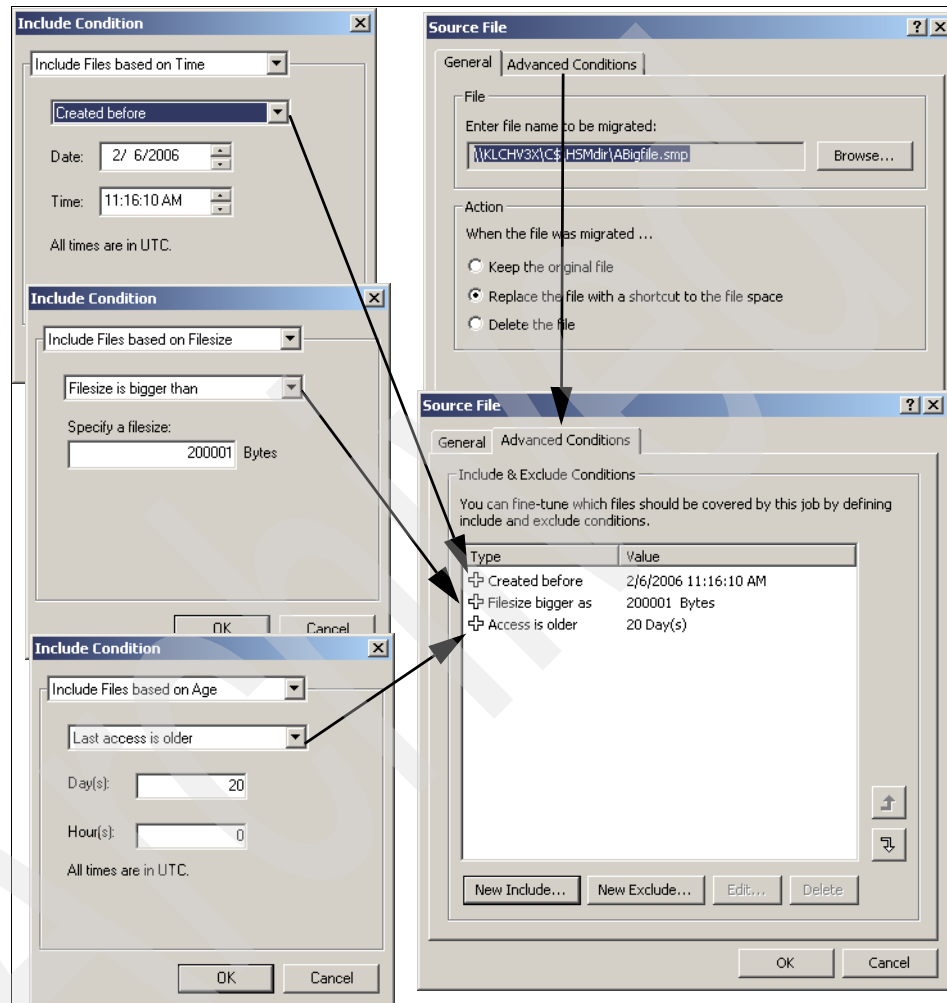 Include Condition
Include Files based on Time
Created before
Date: 2/ 6/2006
Time: 11:16:10 AM
All times are in UTC.
Include Condition
Include Files based on Filesize
Filesize is bigger than
Specify a filesize:
200001 Bytes
OK Cancel
Include Condition
Include Files based on Age
Last access is older
Day(s): 20
Hour(s): 0
All times are in UTC.
OK Cancel
Source File
General Advanced Conditions
File
Enter file name to be migrated:
\\KLCHV3X\C$\HSMdir\ABigfile.smp Browse...
Action
When the file was migrated ...
Keep the original file
Replace the file with a shortcut to the file space
Delete the file
Source File
General Advanced Conditions
Include & Exclude Conditions
You can fine-tune which files should be covered by this job by defining
include and exclude conditions.
Type Value
Created before 2/6/2006 11:16:10 AM
Filesize bigger as 200001 Bytes
Access is older 20 Day(s)
New Include... New Exclude... Edit... Delete
OK Cancel